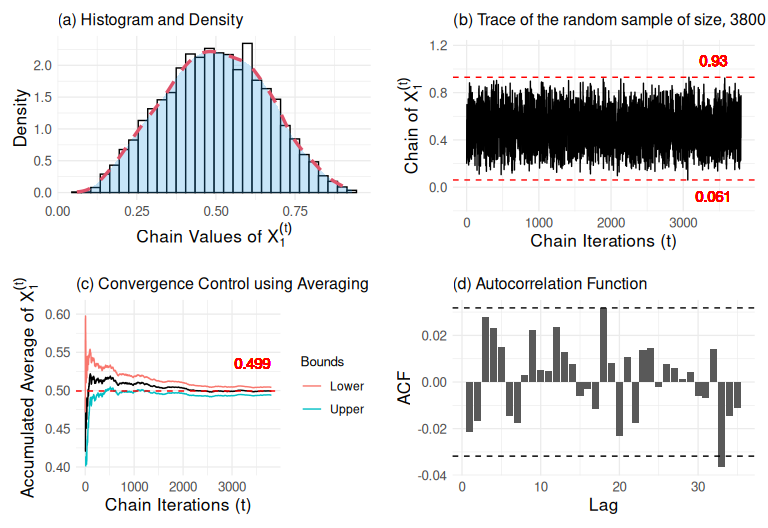 (a) Histogram and Density
Density
2.0
1.5
1.0
0.5
0.0
0.00 0.25 0.50 0.75
Chain Values of X₁⁽ᵗ⁾
(b) Trace of the random sample of size, 3800
Chain of X₁⁽ᵗ⁾
1.2
0.8
0.4
0.0
0.93
0.061
0 1000 2000 3000
Chain Iterations (t)
(c) Convergence Control using Averaging
Accumulated Average of X₁⁽ᵗ⁾
0.60
0.55
0.50
0.45
0.40
0.499
0 1000 2000 3000
Chain Iterations (t)
Bounds
Lower
Upper
(d) Autocorrelation Function
ACF
0.02
0.00
-0.02
-0.04
0 10 20 30
Lag